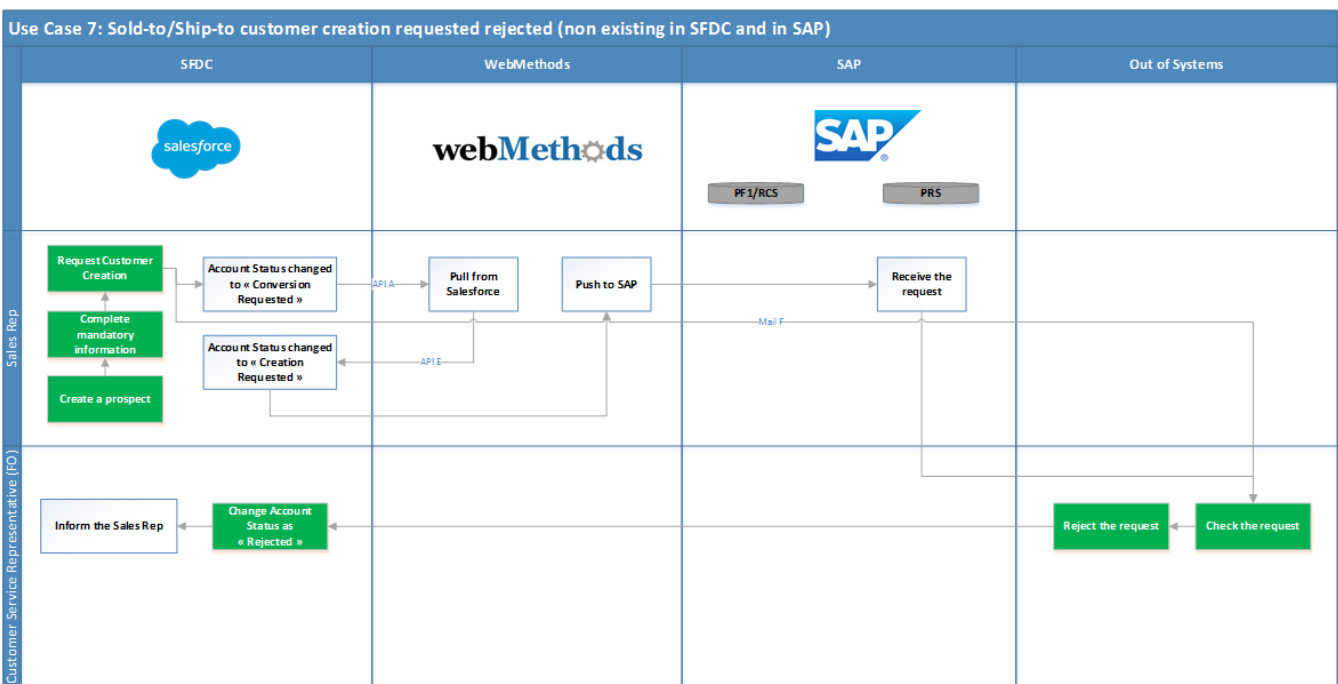 Use Case 7: Sold-to/Ship-to customer creation requested rejected (non existing in SFDC and in SAP)
SFDC
WebMethods
SAP
Out of Systems
salesforce
webMethods
SAP
®
PF1/RCS
PRS
Sales Rep
Request Customer
Creation
Account Status changed
to « Conversion
Requested »
API A
Pull from
Salesforce
Push to SAP
Receive the
request
Complete
mandatory
information
Mail F
Account Status changed
to « Creation
Requested »
API E
Create a prospect
Customer Service Representative (FO)
Inform the Sales Rep
Change Account
Status as
« Rejected »
Reject the request
Check the request